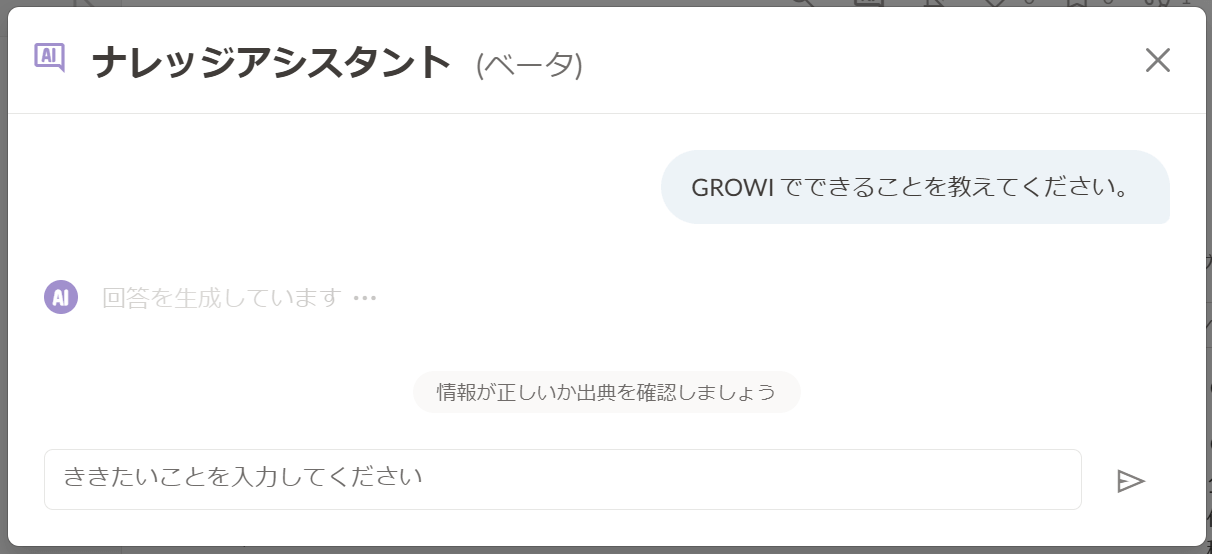 AI ナレッジアシスタント (ベータ)
GROWI でできることを教えてください。
AI 回答を生成しています …
情報が正しいか出典を確認しましょう
ききたいことを入力してください